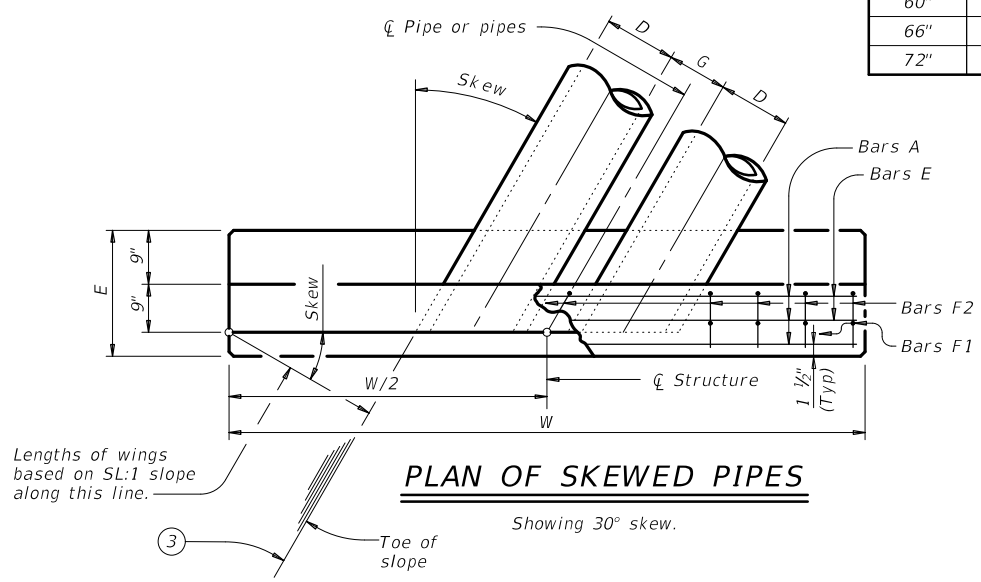 60"
66"
72"
℄ Pipe or pipes
D
G
D
Skew
Bars A
Bars E
E
9"
9"
Skew
Bars F2
Bars F1
1 ½"
(Typ)
W/2
℄ Structure
W
Lengths of wings
based on SL:1 slope
along this line.
PLAN OF SKEWED PIPES
Showing 30° skew.
3
Toe of
slope